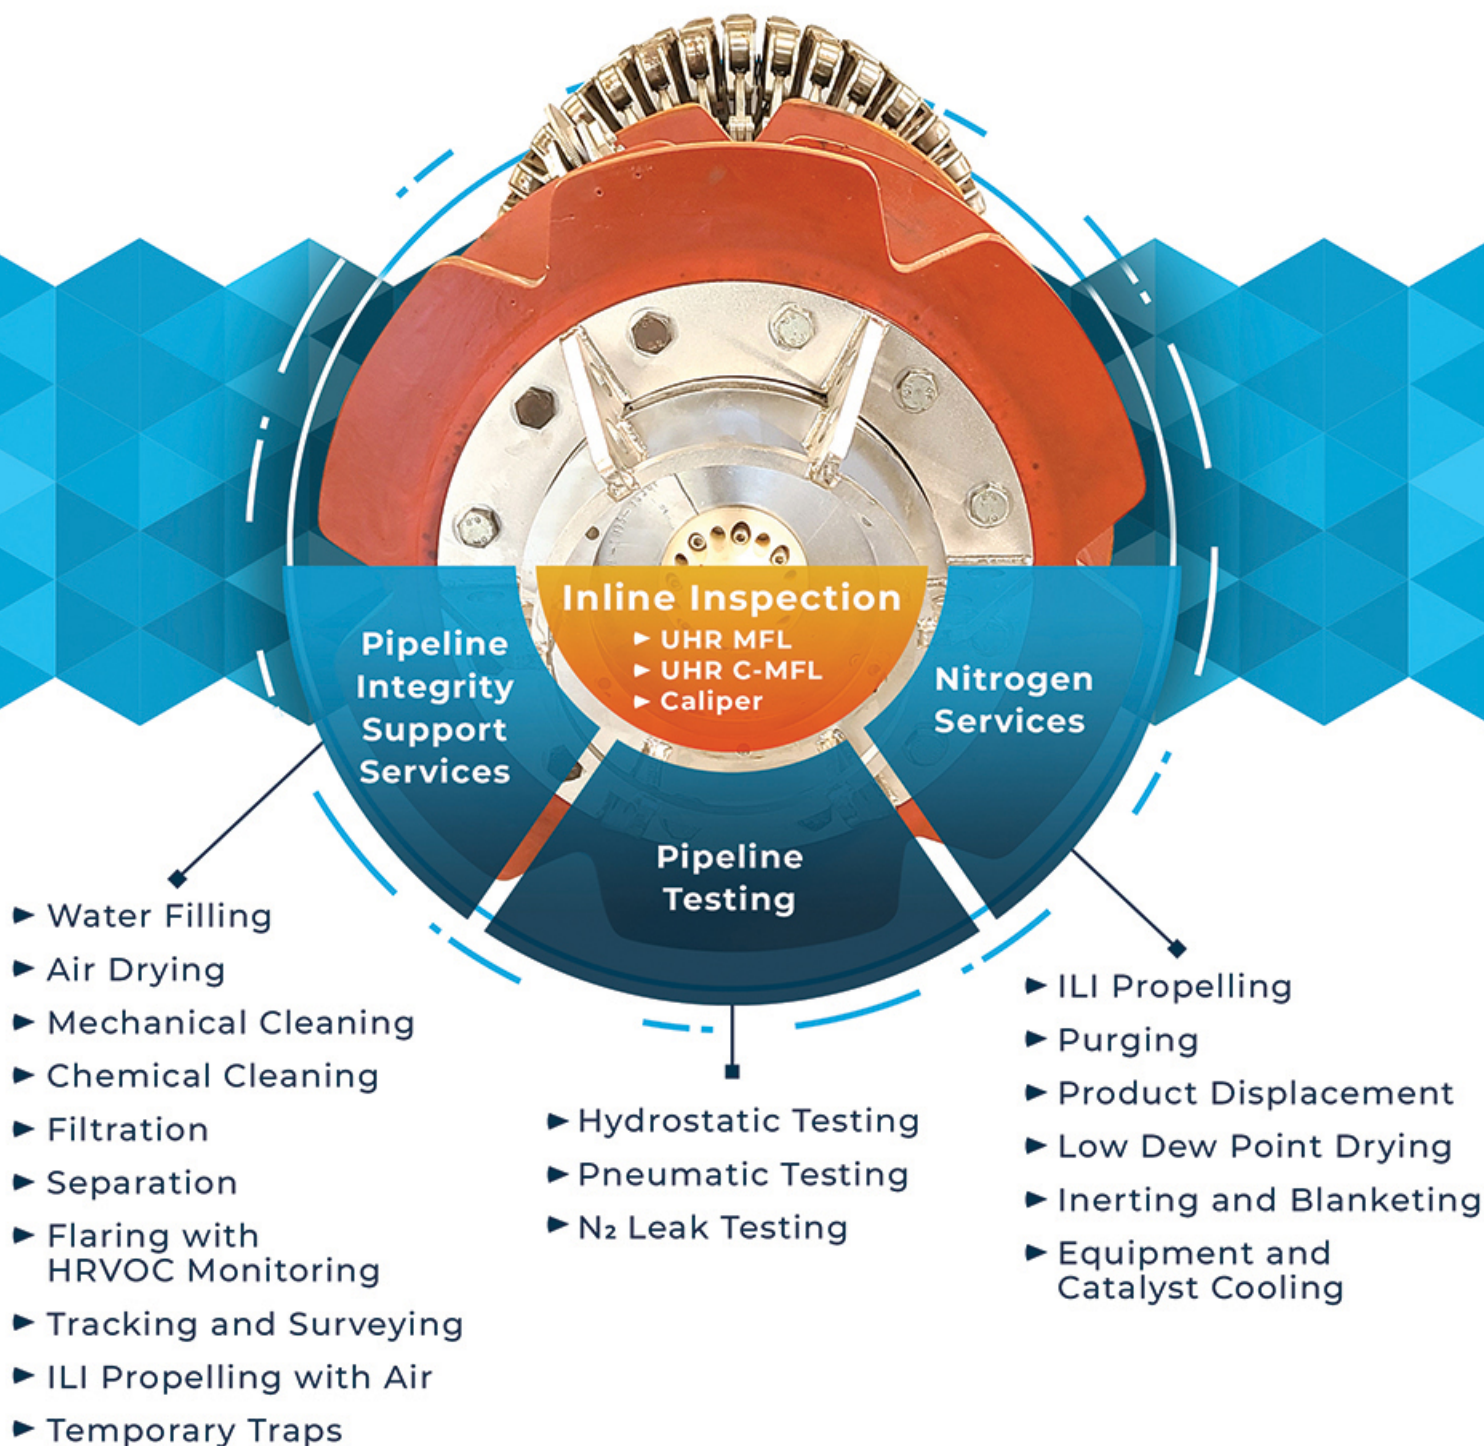 Inline Inspection
► UHR MFL
► UHR C-MFL
► Caliper
Pipeline
Integrity
Support
Services
Nitrogen
Services
Pipeline
Testing
► Water Filling
► Air Drying
► Mechanical Cleaning
► Chemical Cleaning
► Filtration
► Separation
► Flaring with
HRVOC Monitoring
► Tracking and Surveying
► ILI Propelling with Air
► Temporary Traps
► Hydrostatic Testing
► Pneumatic Testing
► N₂ Leak Testing
► ILI Propelling
► Purging
► Product Displacement
► Low Dew Point Drying
► Inerting and Blanketing
► Equipment and
Catalyst Cooling